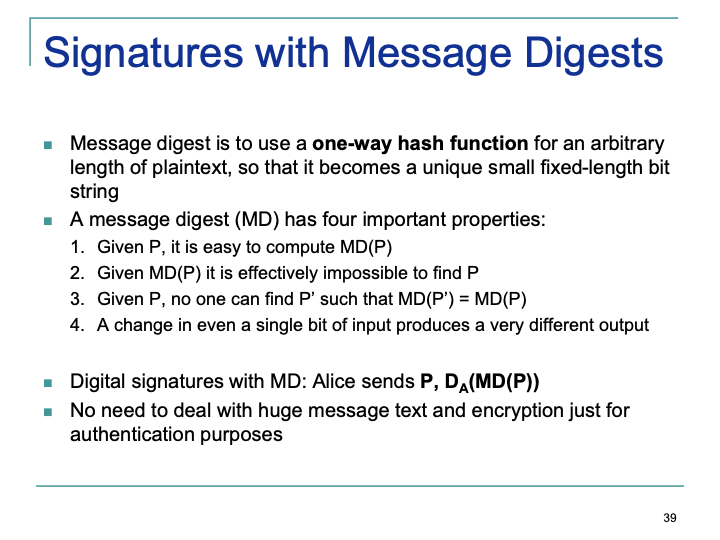 Signatures with Message Digests
Message digest is to use a one-way hash function for an arbitrary
length of plaintext, so that it becomes a unique small fixed-length bit
string
A message digest (MD) has four important properties:
1. Given P, it is easy to compute MD(P)
2. Given MD(P) it is effectively impossible to find P
3. Given P, no one can find P’ such that MD(P’) = MD(P)
4. A change in even a single bit of input produces a very different output
Digital signatures with MD: Alice sends P, DA(MD(P))
No need to deal with huge message text and encryption just for
authentication purposes
39